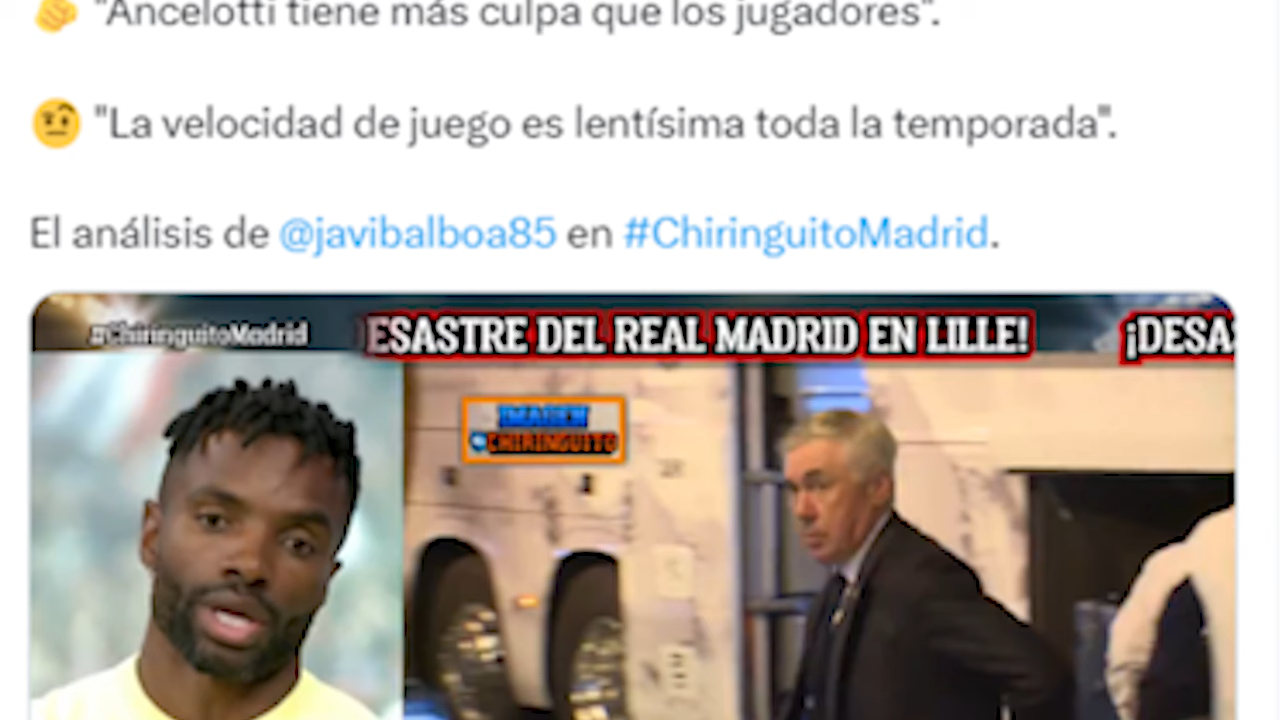 "Ancelotti tiene más culpa que los jugadores".
"La velocidad de juego es lentísima toda la temporada".
El análisis de @javibalboa85 en #ChiringuitoMadrid.
#ChiringuitoMadrid ESASTRE DEL REAL MADRID EN LILLE! ¡DESAS
IMAGEN
CHIRINGUITO